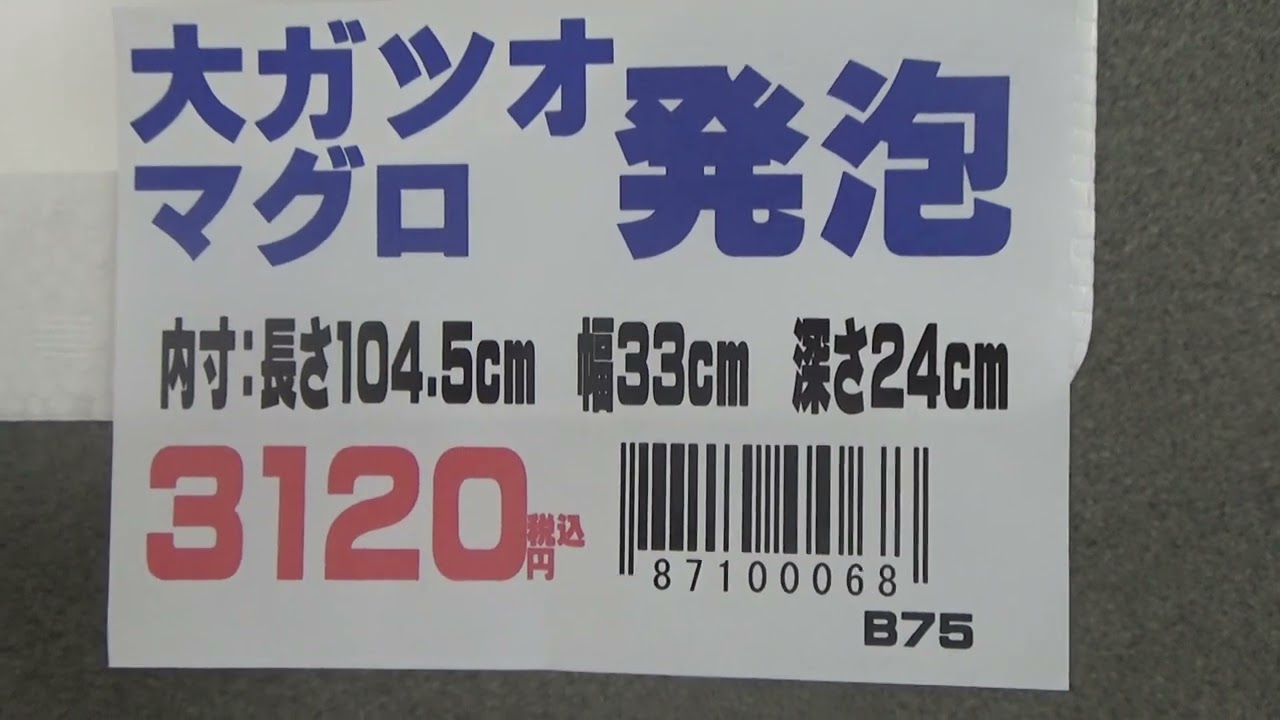 大ガツオ
マグロ 発泡
内寸:長さ104.5cm 幅33cm 深さ24cm
3120円税込
87100068
B75